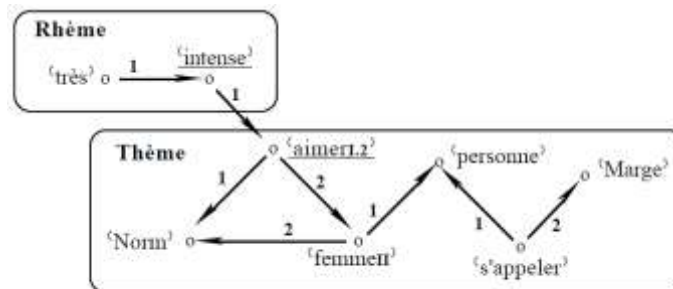 Rhème
‘intense’
‘très’ 1
1
Thème
‘aimerI.2’
‘personne’
‘Marge’
1 2 1 1 2
‘Norm’ 2
‘femmeII’
‘s'appeler’